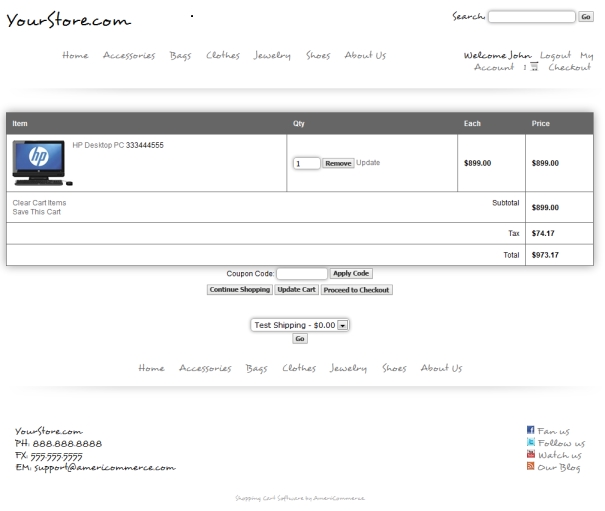 YourStore.com
Search: Go
Home Accessories Bags Clothes Jewelry Shoes About Us
Welcome John Logout My
Account 1 Checkout
Item Qty Each Price
hp
HP Desktop PC 333444555
1 Remove Update
$899.00 $899.00
Clear Cart Items
Save This Cart
Subtotal $899.00
Tax $74.17
Total $973.17
Coupon Code: Apply Code
Continue Shopping Update Cart Proceed to Checkout
Test Shipping - $0.00
Go
Home Accessories Bags Clothes Jewelry Shoes About Us
YourStore.com
PH: 888.888.8888
FX: 555.555.5555
EM: support@americommerce.com
Fan us
Follow us
Watch us
Our Blog
Shopping Cart Software by AmeriCommerce